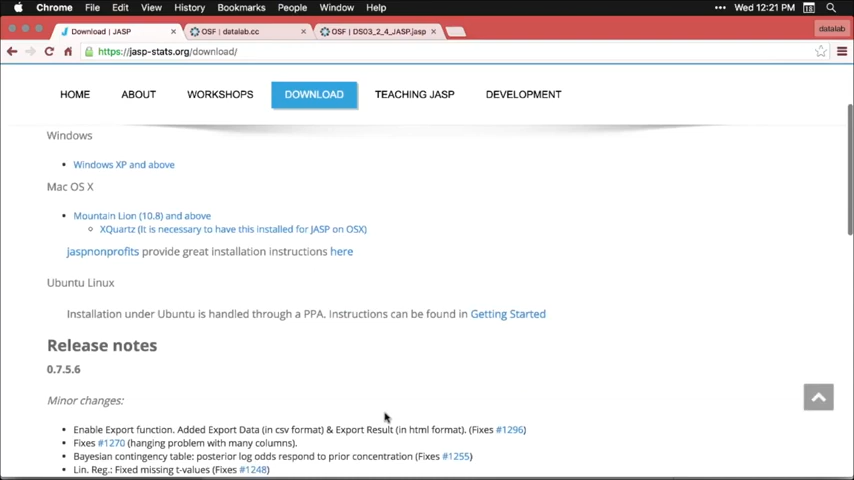 Chrome File Edit View History Bookmarks People Window Help Wed 12:21 PM
Download | JASP OSF | datalab.cc OSF | DS03_2_4_JASP.jasp datalab
https://jasp-stats.org/download/
HOME ABOUT WORKSHOPS DOWNLOAD TEACHING JASP DEVELOPMENT
Windows
Windows XP and above
Mac OS X
Mountain Lion (10.8) and above
XQuartz (It is necessary to have this installed for JASP on OSX)
jaspnonprofits provide great installation instructions here
Ubuntu Linux
Installation under Ubuntu is handled through a PPA. Instructions can be found in Getting Started
Release notes
0.7.5.6
Minor changes:
Enable Export function. Added Export Data (in csv format) & Export Result (in html format). (Fixes #1296)
Fixes #1270 (hanging problem with many columns).
Bayesian contingency table: posterior log odds respond to prior concentration (Fixes #1255)
Lin. Reg.: Fixed missing t-values (Fixes #1248)